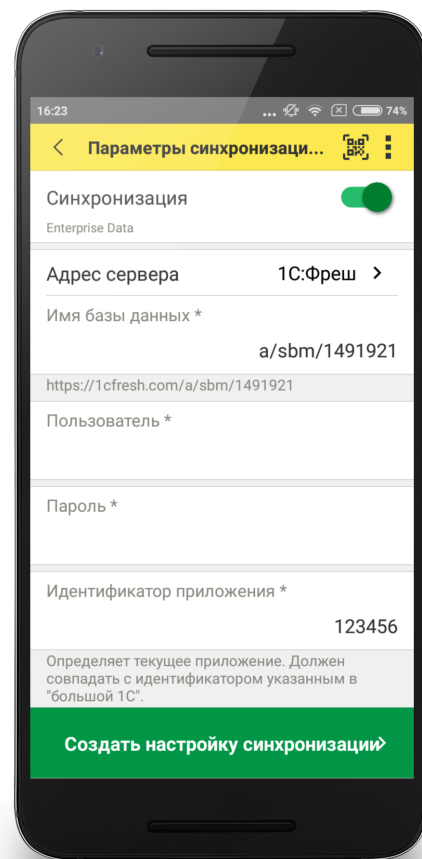 16:23
... 74%
Параметры синхронизаци...
Синхронизация
Enterprise Data
Адрес сервера 1С:Фреш
Имя базы данных *
a/sbm/1491921
https://1cfresh.com/a/sbm/1491921
Пользователь *
Пароль *
Идентификатор приложения *
123456
Определяет текущее приложение. Должен
совпадать с идентификатором указанным в
"большой 1С".
Создать настройку синхронизации